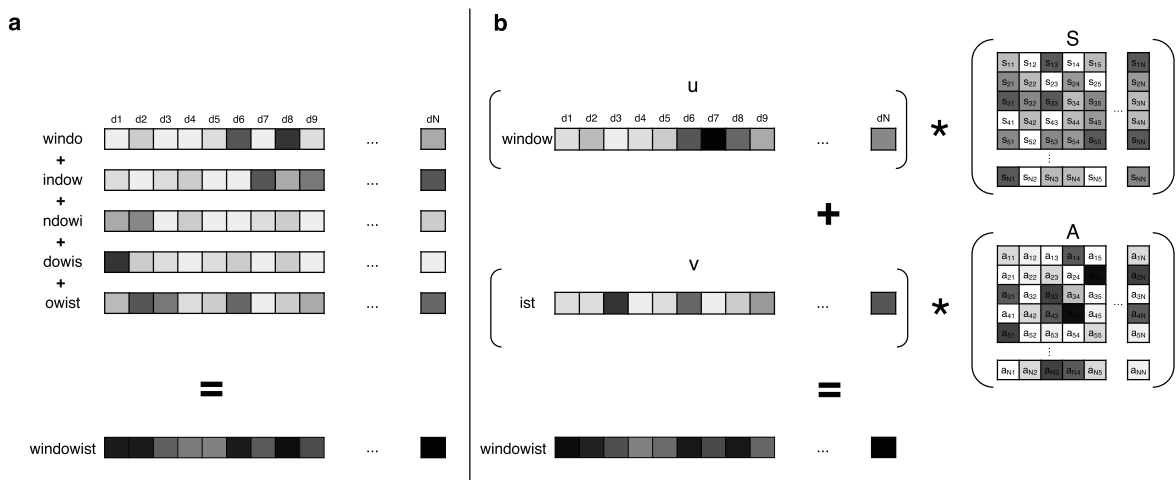 a
d1 d2 d3 d4 d5 d6 d7 d8 d9 dN
windo ...
+
indow ...
+
ndowi ...
+
dowis ...
+
owist ...
=
windowist ...
b
u
d1 d2 d3 d4 d5 d6 d7 d8 d9 dN
window ...
*
S
s11 s12 s13 s14 s15 s1N
s21 s22 s23 s24 s25 s2N
s31 s32 s33 s34 s35 ... s3N
s41 s42 s43 s44 s45 s4N
s51 s52 s53 s54 s55 s5N
...
sN1 sN2 sN3 sN4 sN5 sNN
+
v
ist ...
*
A
a11 a12 a13 a14 a15 a1N
a21 a22 a23 a24 a2N
a31 a32 a33 a34 a35 ... a3N
a41 a42 a43 a45 a4N
a51 a52 a53 a54 a55 a5N
...
aN1 aN2 aN3 aN4 aN5 aNN
=
windowist ...